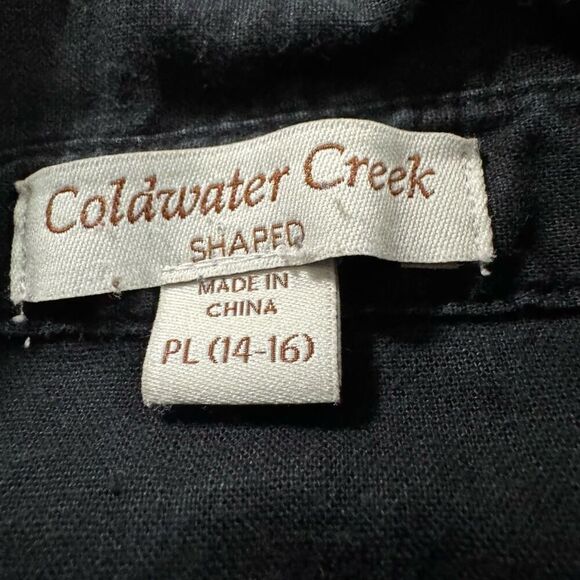 Coldwater Creek
SHAPED
MADE IN
CHINA
PL (14-16)